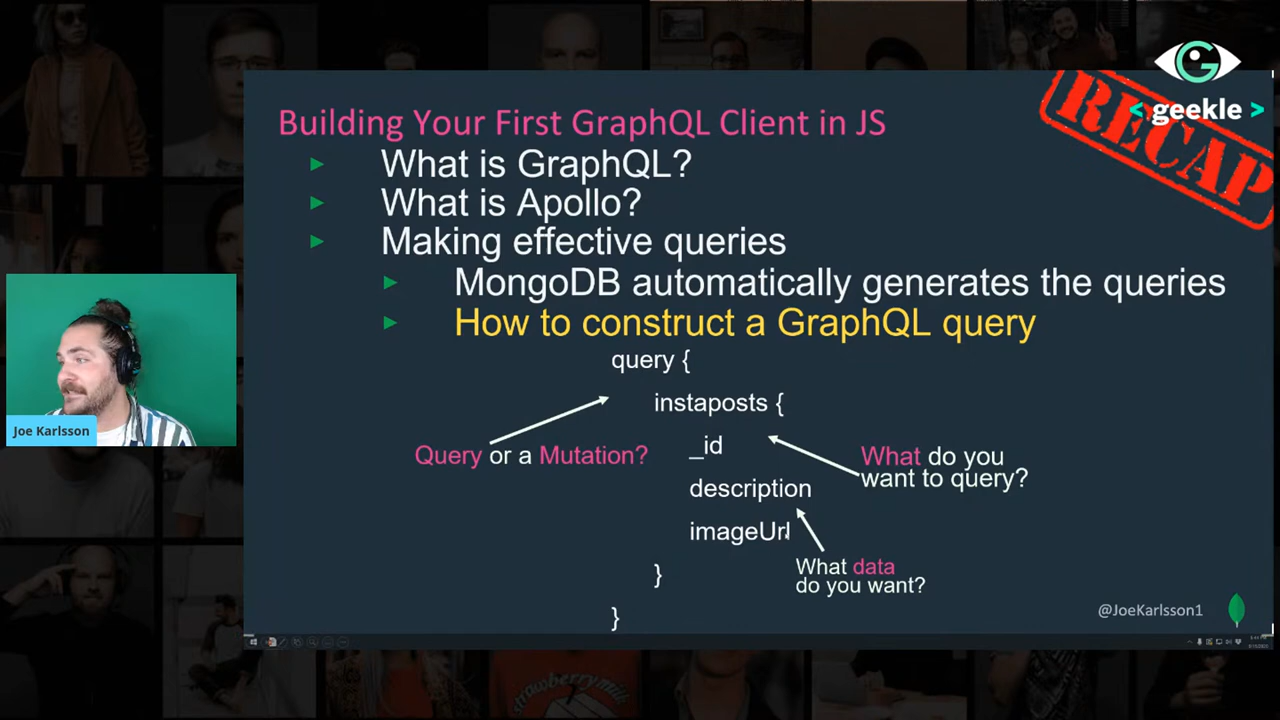 < geekle >
RECAP
Building Your First GraphQL Client in JS
What is GraphQL?
What is Apollo?
Making effective queries
MongoDB automatically generates the queries
How to construct a GraphQL query
query {
instaposts {
_id
description
imageUrl
}
}
Query or a Mutation?
What do you
want to query?
What data
do you want?
@JoeKarlsson1
Joe Karlsson